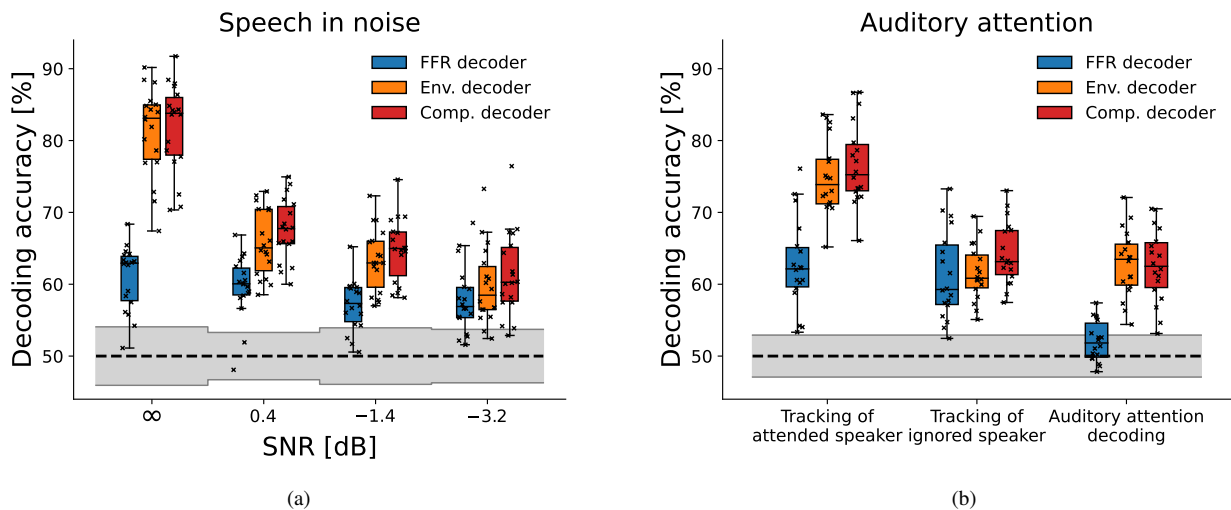 Speech in noise
Decoding accuracy [%]
90
80
70
60
50
FFR decoder
Env. decoder
Comp. decoder
∞
0.4
−1.4
−3.2
SNR [dB]
(a)
Auditory attention
Decoding accuracy [%]
90
80
70
60
50
FFR decoder
Env. decoder
Comp. decoder
Tracking of
attended speaker
Tracking of
ignored speaker
Auditory attention
decoding
(b)